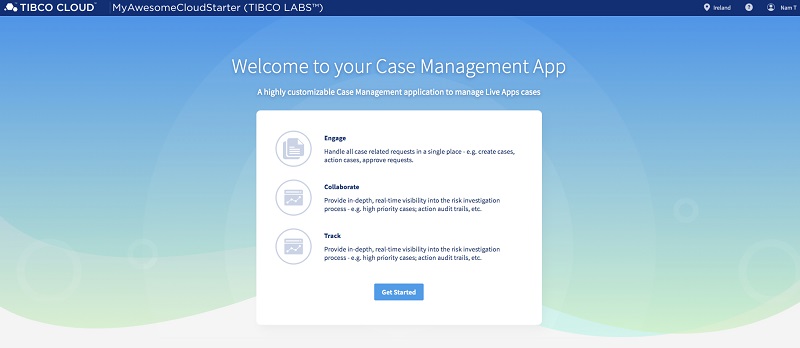 TIBCO CLOUD™ MyAwesomeCloudStarter (TIBCO LABS™) Ireland ? Nam T
Welcome to your Case Management App
A highly customizable Case Management application to manage Live Apps cases
Engage
Handle all case related requests in a single place - e.g. create cases,
action cases, approve requests.
Collaborate
Provide in-depth, real-time visibility into the risk investigation
process - e.g. high priority cases; action audit trails, etc.
Track
Provide in-depth, real-time visibility into the risk investigation
process - e.g. high priority cases; action audit trails, etc.
Get Started